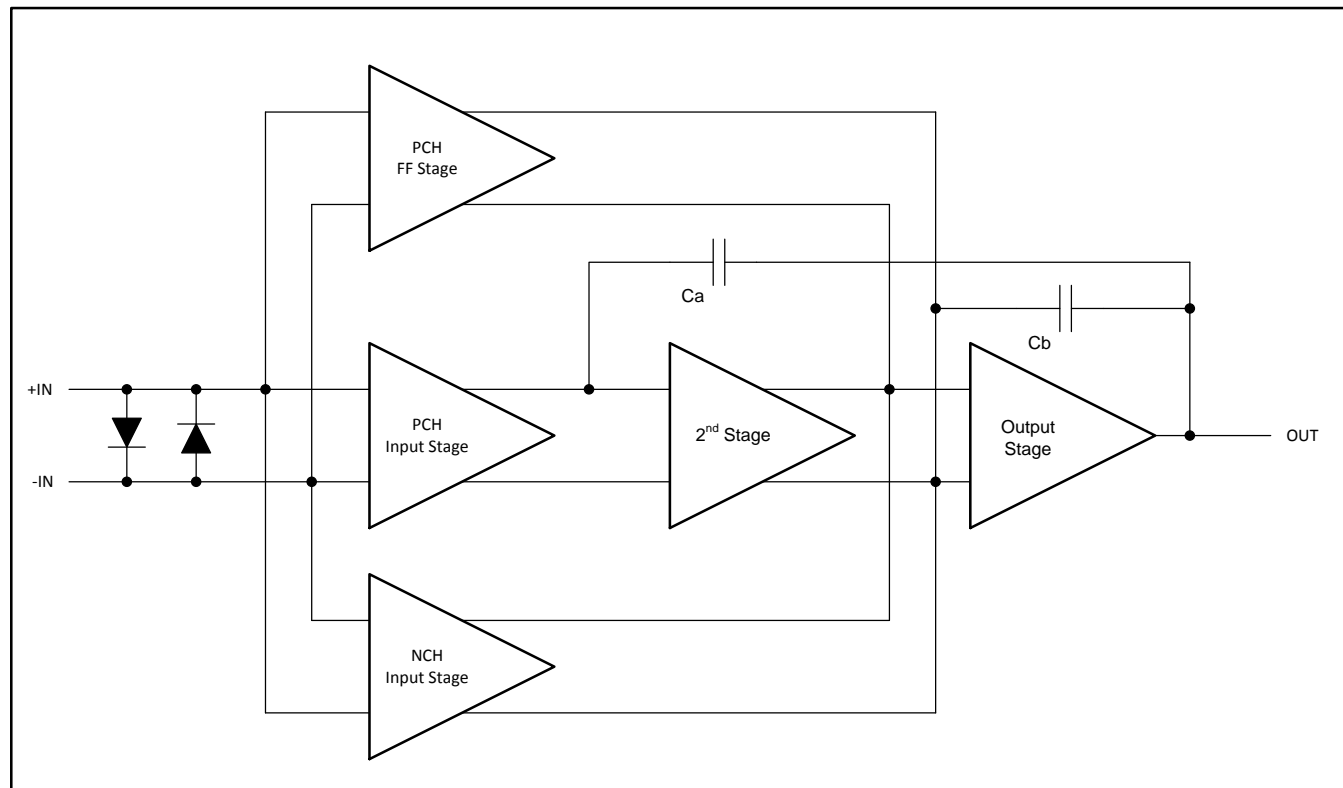 PCH
FF Stage
Ca
Cb
+IN
-IN
PCH
Input Stage
2nd Stage
Output
Stage
OUT
NCH
Input Stage